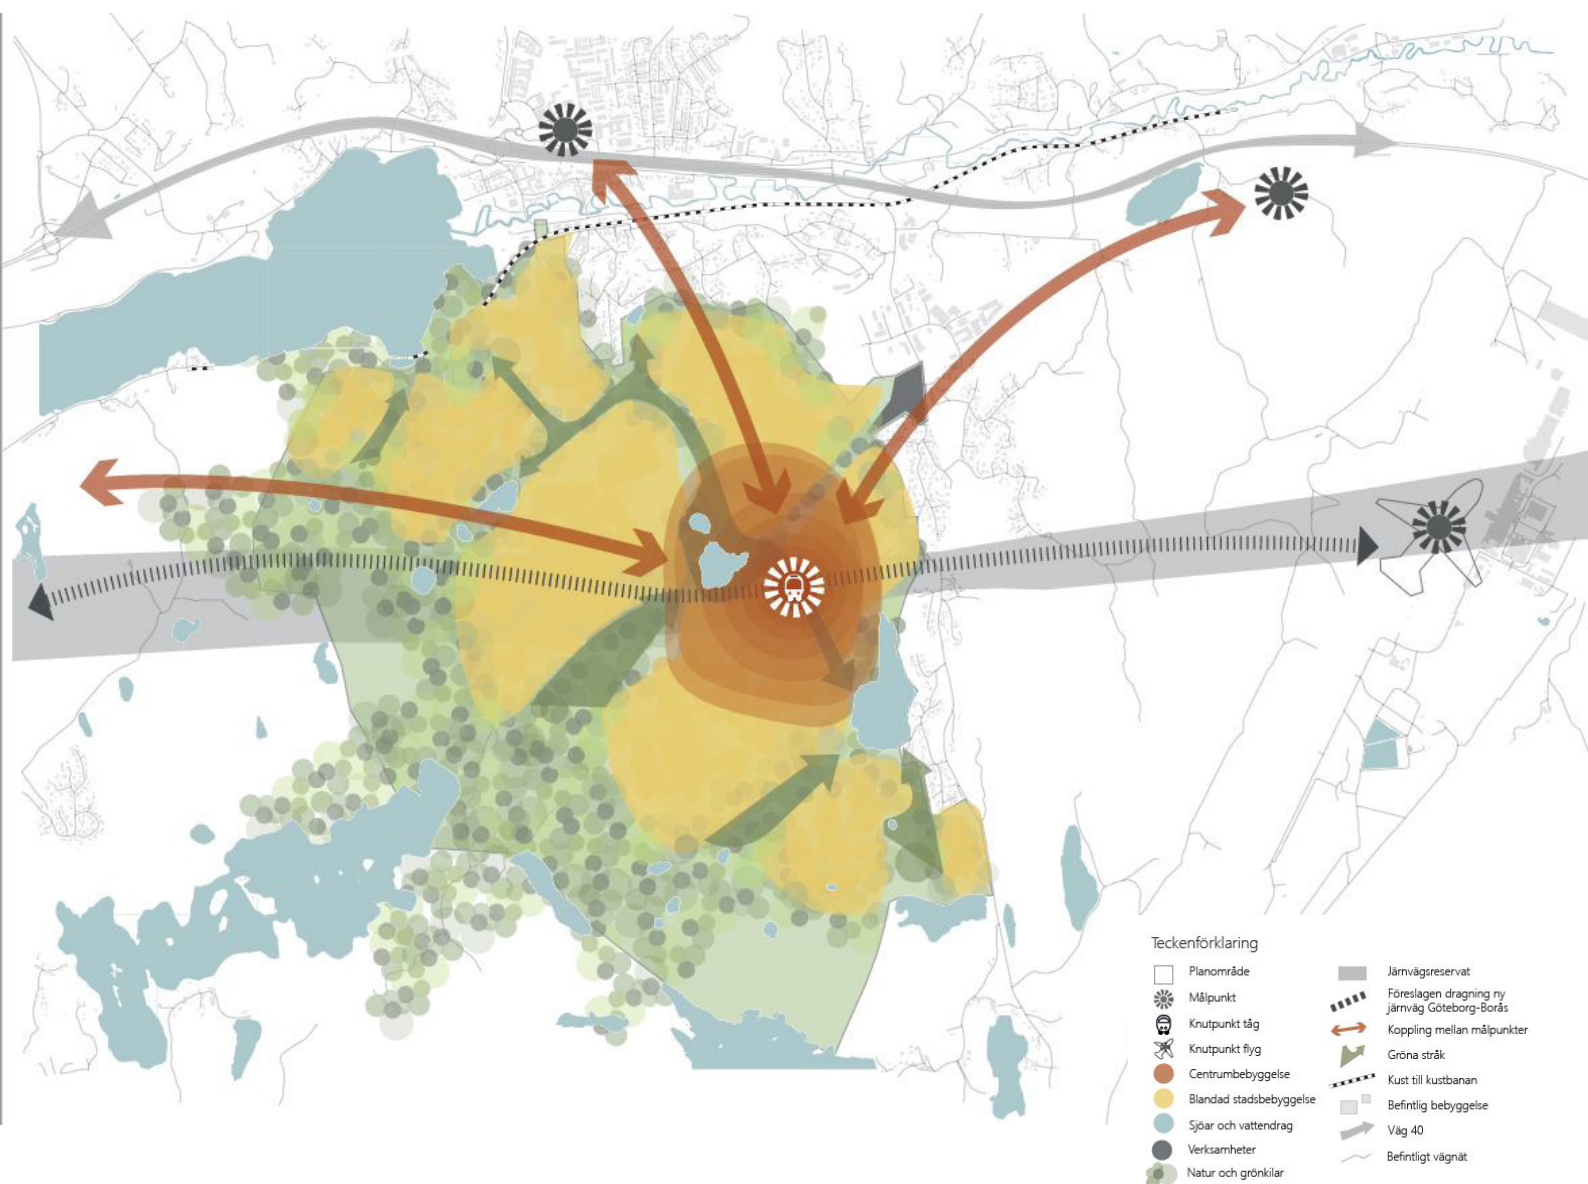 Teckenförklaring
Planområde
Målpunkt
Knutpunkt tåg
Knutpunkt flyg
Centrumbebyggelse
Blandad stadsbebyggelse
Sjöar och vattendrag
Verksamheter
Natur och grönkilar
Järnvägsreservat
Föreslagen dragning ny
järnväg Göteborg-Borås
Koppling mellan målpunkter
Gröna stråk
Kust till kustbanan
Befintlig bebyggelse
Väg 40
Befintligt vägnät